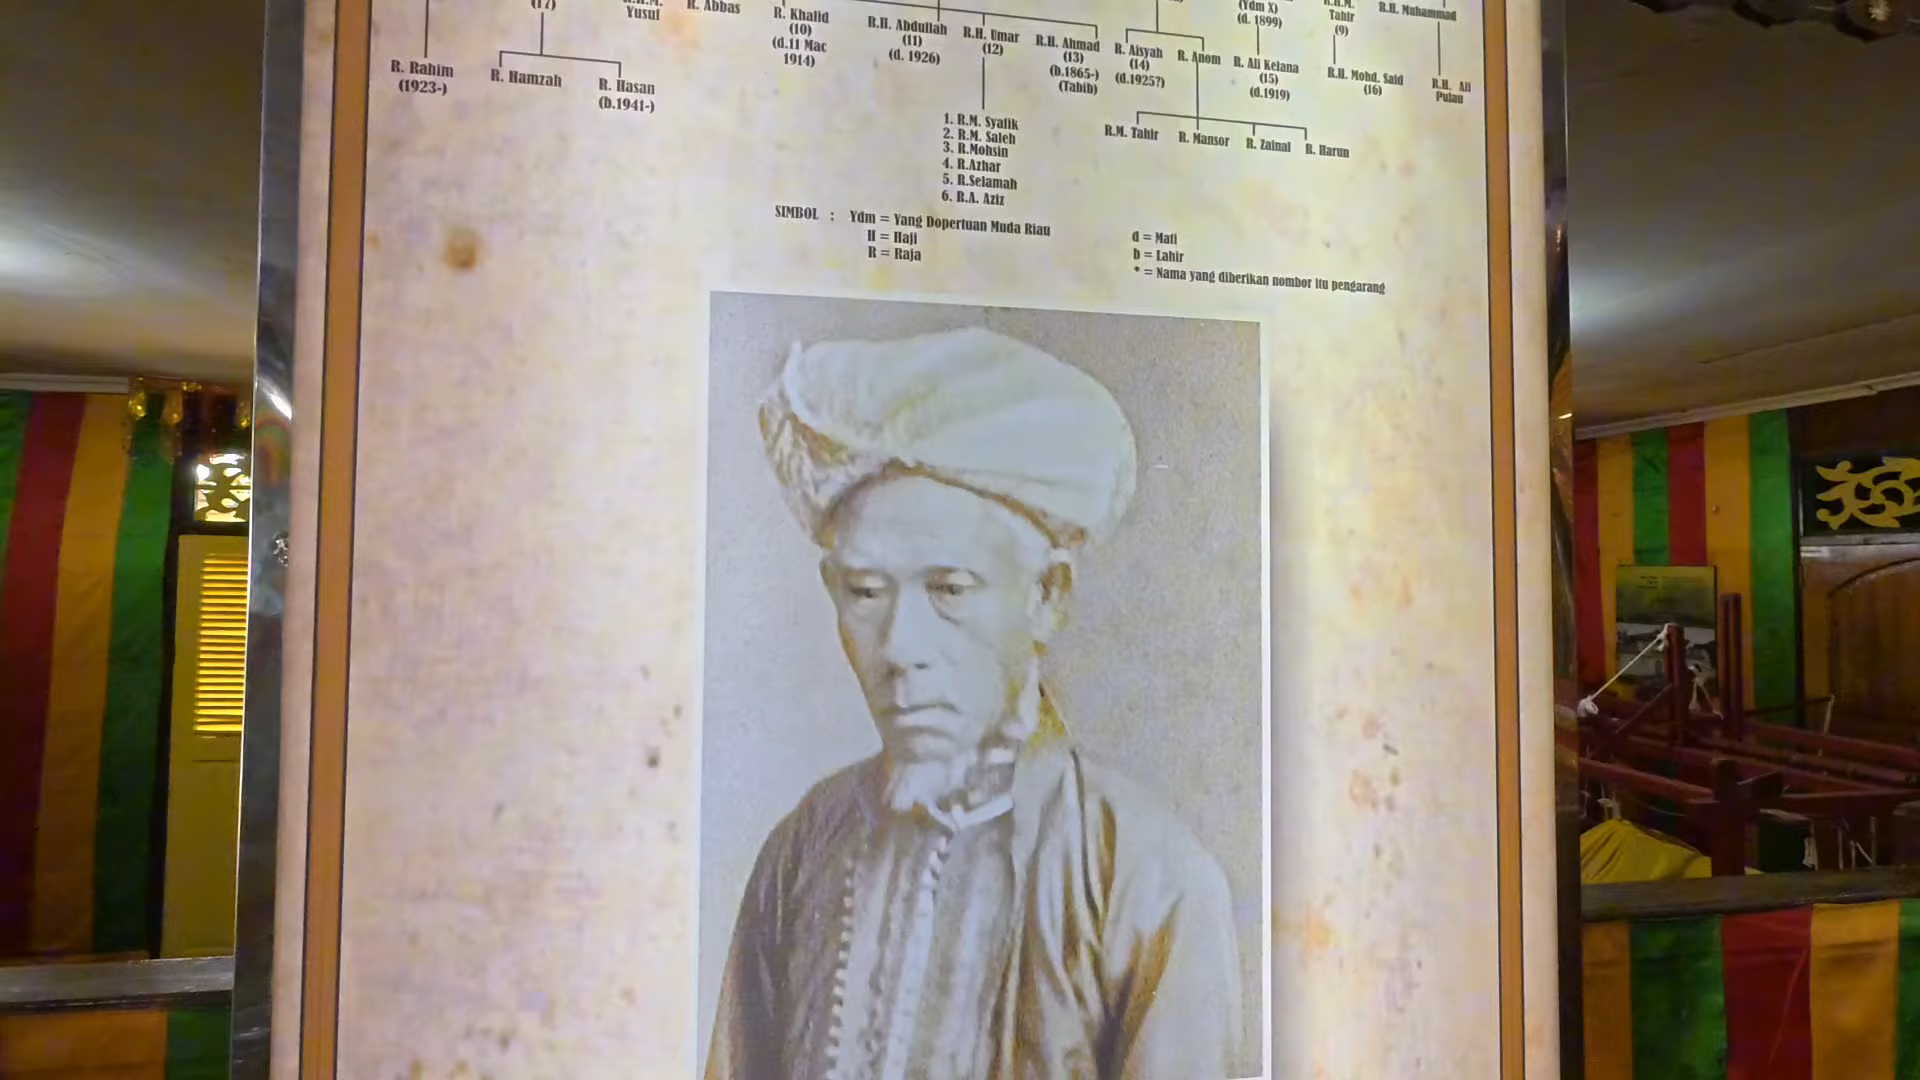 (17)
Yusuf
R. Abbas
R. Khalid
(10)
(d.11 Mac
1914)
R.H. Abdullah
(11)
(d. 1926)
R.H. Umar
(12)
R.H. Ahmad
(13)
(b.1865-)
(Tabib)
R. Aisyah
(14)
(d.1925?)
R. Anom
(Ydm X)
(d. 1899)
R. Ali Kelana
(15)
(d.1919)
R.H.M.
Tahir
(9)
R.H. Mohd. Said
(16)
R.H. Muhammad
R.H. Ali
Pulau
R. Rahim
(1923-)
R. Hamzah
R. Hasan
(b.1941-)
1. R.M. Syafik
2. R.M. Saleh
3. R.Mohsin
4. R.Azhar
5. R.Selamah
6. R.A. Aziz
R.M. Tahir
R. Mansor
R. Zainal
R. Harun
SIMBOL : Ydm = Yang Dopertuan Muda Riau
H = Haji
R = Raja
d = Mati
b = Lahir
* = Nama yang diberikan nombor itu pengarang